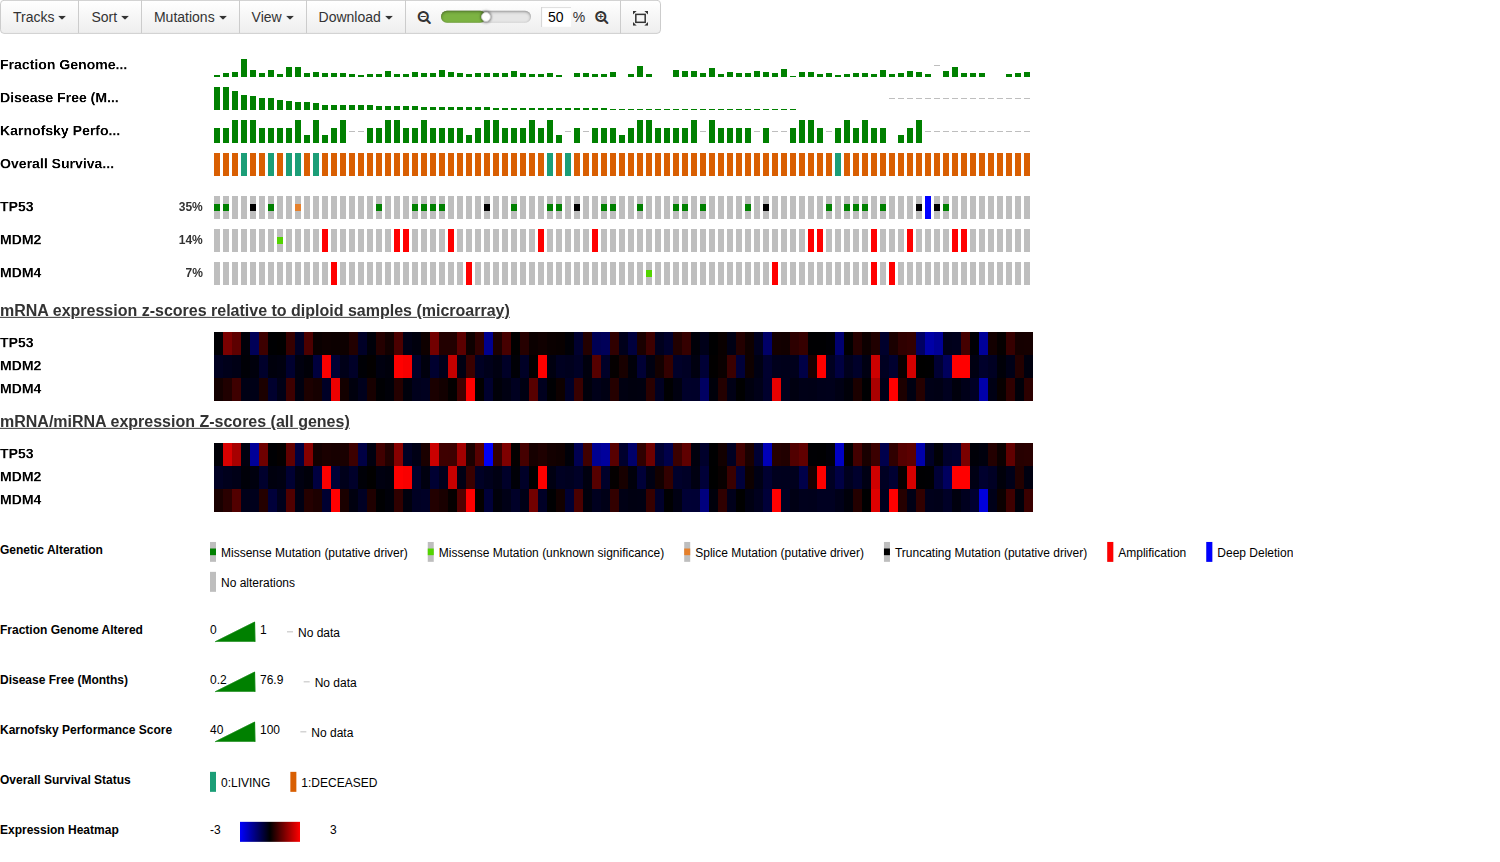 Tracks Sort Mutations View Download 50 %
Fraction Genome...
Disease Free (M...
Karnofsky Perfo...
Overall Surviva...
TP53 35%
MDM2 14%
MDM4 7%
mRNA expression z-scores relative to diploid samples (microarray)
TP53
MDM2
MDM4
mRNA/miRNA expression Z-scores (all genes)
TP53
MDM2
MDM4
Genetic Alteration Missense Mutation (putative driver) Missense Mutation (unknown significance) Splice Mutation (putative driver) Truncating Mutation (putative driver) Amplification Deep Deletion
No alterations
Fraction Genome Altered 0 1 No data
Disease Free (Months) 0.2 76.9 No data
Karnofsky Performance Score 40 100 No data
Overall Survival Status 0:LIVING 1:DECEASED
Expression Heatmap -3 3